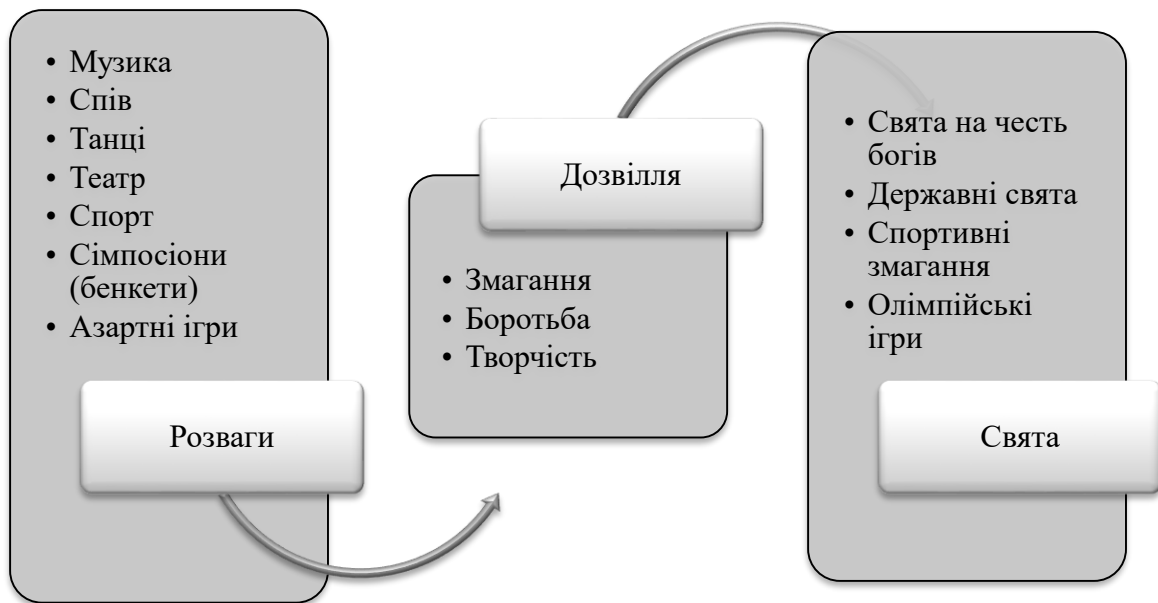 • Музика
• Спів
• Танці
• Театр
• Спорт
• Сімпосіони
(бенкети)
• Азартні ігри
Розваги
Дозвілля
• Змагання
• Боротьба
• Творчість
• Свята на честь
богів
• Державні свята
• Спортивні
змагання
• Олімпійські
ігри
Свята